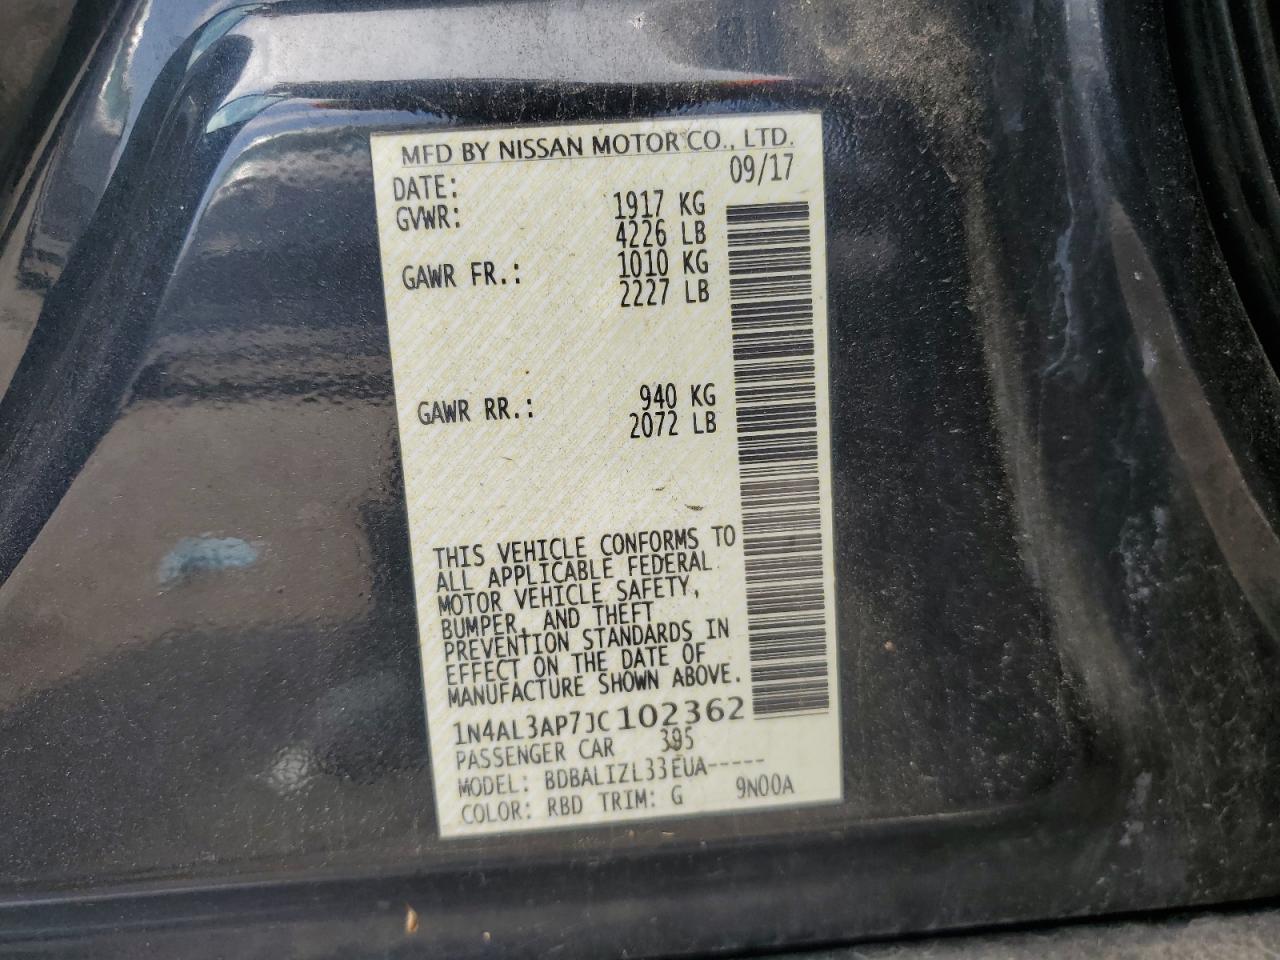 MFD BY NISSAN MOTOR CO., LTD.
DATE: 09/17
GVWR: 1917 KG
4226 LB
GAWR FR.: 1010 KG
2227 LB
GAWR RR.: 940 KG
2072 LB
THIS VEHICLE CONFORMS TO
ALL APPLICABLE FEDERAL
MOTOR VEHICLE SAFETY,
BUMPER, AND THEFT
PREVENTION STANDARDS IN
EFFECT ON THE DATE OF
MANUFACTURE SHOWN ABOVE.
1N4AL3AP7JC102362
PASSENGER CAR 395
MODEL: BDBALIZL33EUA-----
COLOR: RBD TRIM: G 9N00A